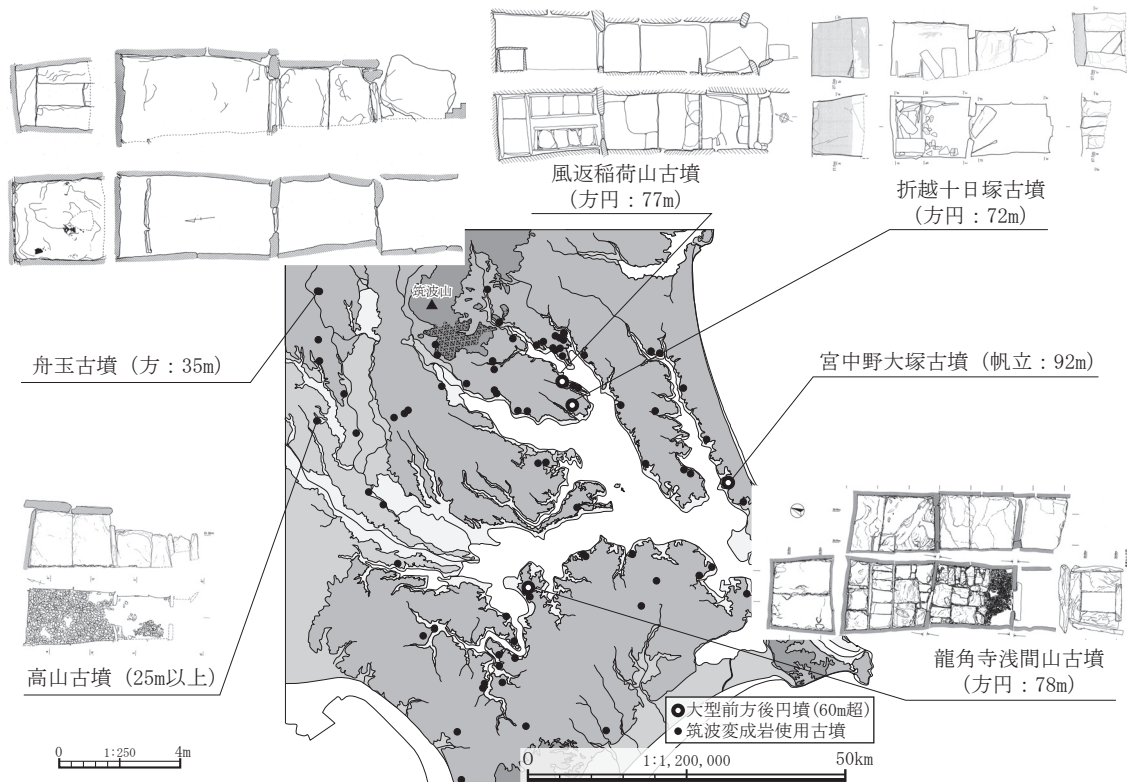 風返稲荷山古墳
(方円：77m)
折越十日塚古墳
(方円：72m)
筑波山
舟玉古墳 (方：35m)
宮中野大塚古墳 (帆立：92m)
高山古墳 (25m以上)
龍角寺浅間山古墳
(方円：78m)
大型前方後円墳(60m超)
筑波変成岩使用古墳
0 1:250 4m
0 1:1,200,000 50km